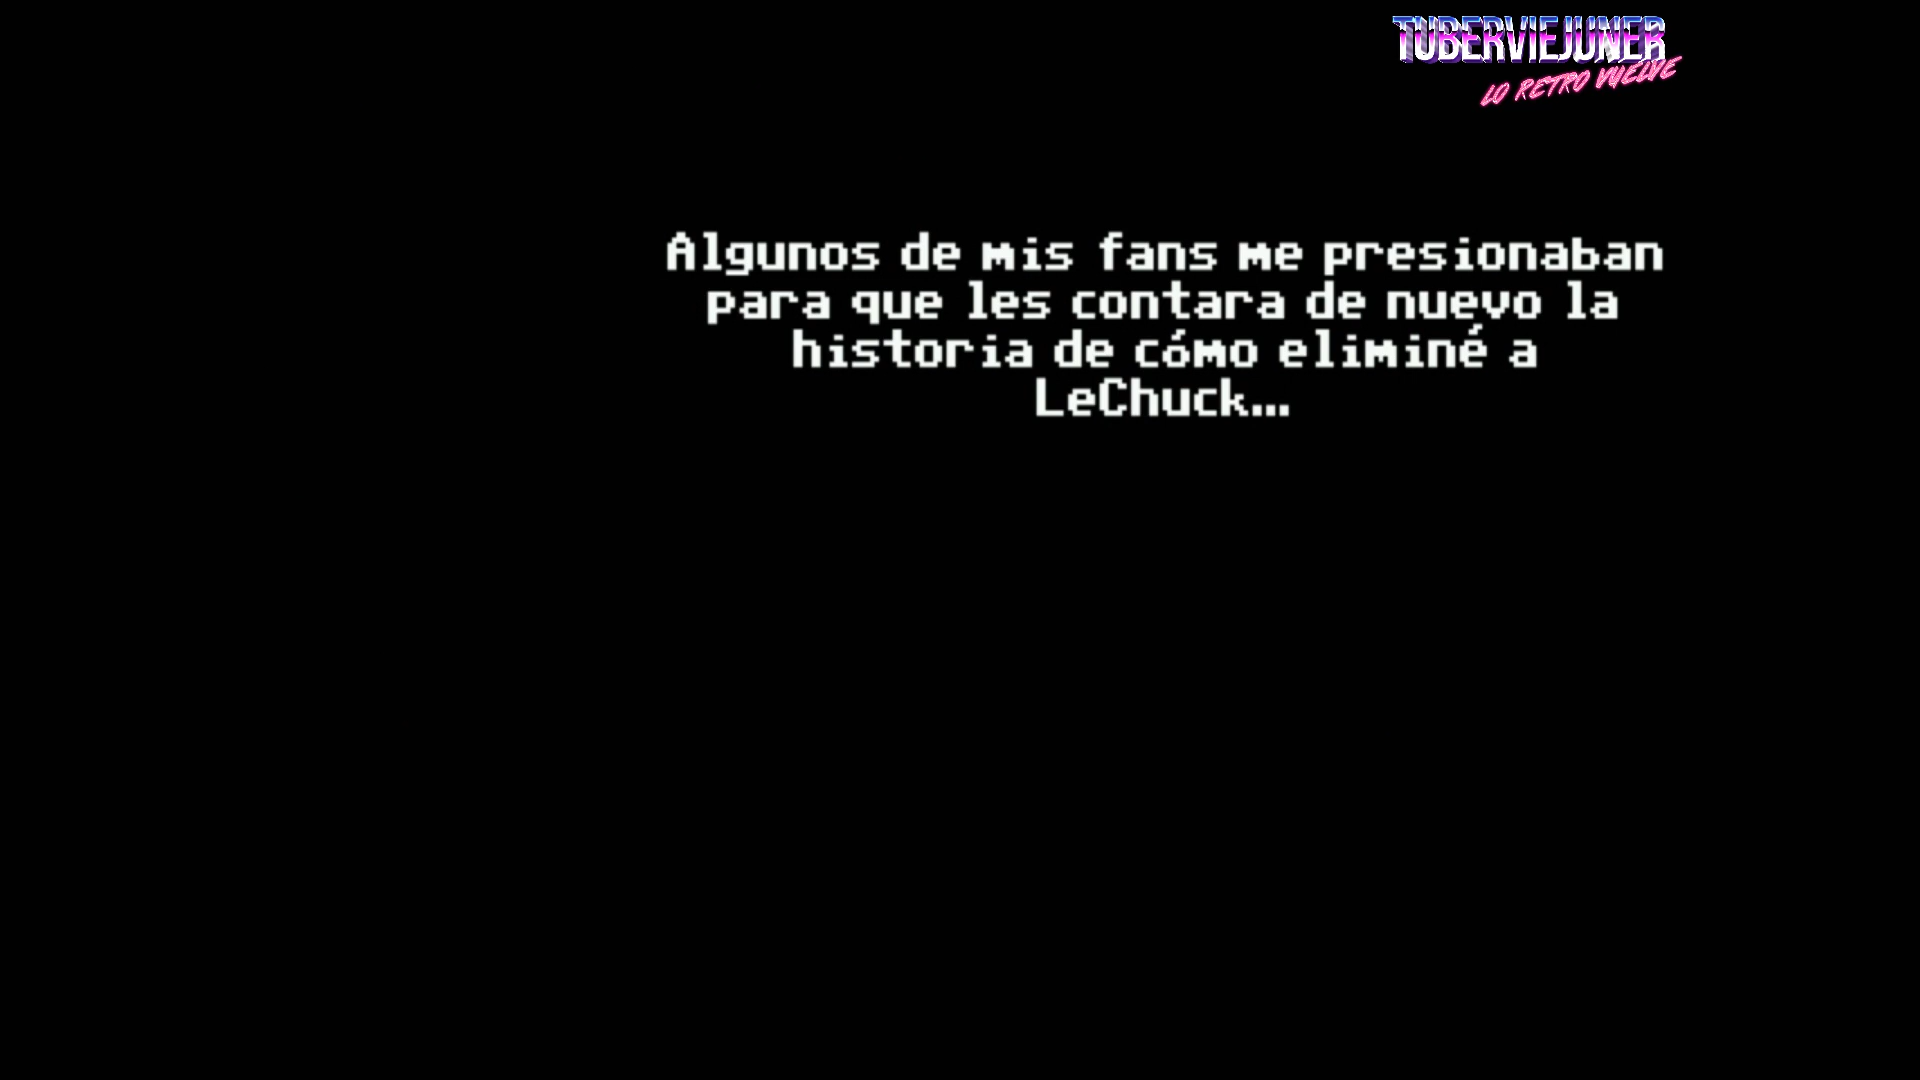 TUBERVIEJUNER
LO RETRO VUELVE
Algunos de mis fans me presionaban
para que les contara de nuevo la
historia de cómo eliminé a
LeChuck...